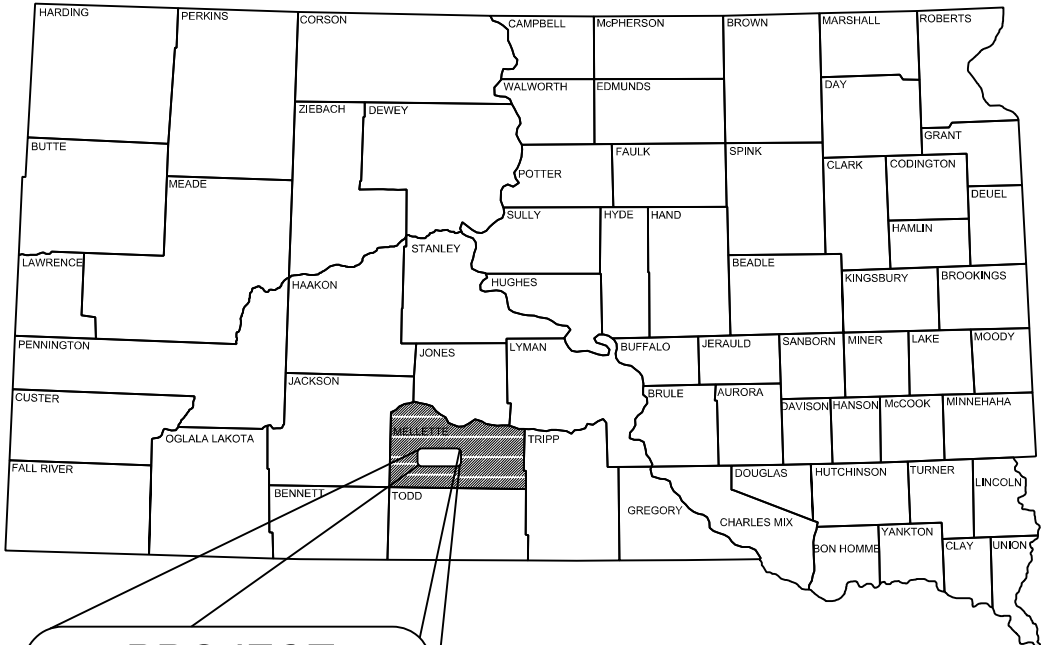 HARDING
PERKINS
CORSON
CAMPBELL
McPHERSON
BROWN
MARSHALL
ROBERTS
WALWORTH
EDMUNDS
DAY
ZIEBACH
DEWEY
GRANT
BUTTE
FAULK
SPINK
CLARK
CODINGTON
POTTER
MEADE
DEUEL
SULLY
HYDE
HAND
HAMLIN
STANLEY
LAWRENCE
BEADLE
KINGSBURY
BROOKINGS
HAAKON
HUGHES
PENNINGTON
JONES
LYMAN
BUFFALO
JERAULD
SANBORN
MINER
LAKE
MOODY
JACKSON
CUSTER
BRULE
AURORA
DAVISON
HANSON
McCOOK
MINNEHAHA
MELLETTE
OGLALA LAKOTA
TRIPP
FALL RIVER
DOUGLAS
HUTCHINSON
TURNER
LINCOLN
BENNETT
TODD
GREGORY
CHARLES MIX
YANKTON
BON HOMME
CLAY
UNION
PROJECT